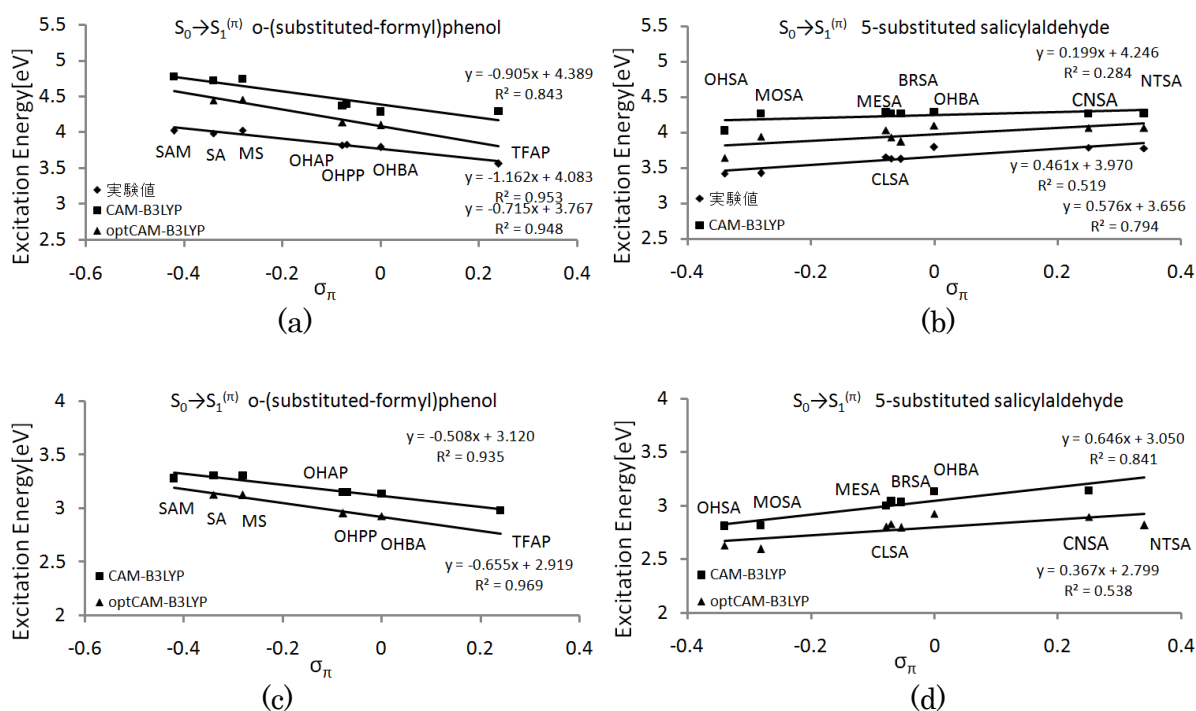 (a)
S₀→S₁⁽π⁾ o-(substituted-formyl)phenol
Excitation Energy[eV]
5.5
5
4.5
4
3.5
3
2.5
y = -0.905x + 4.389
R² = 0.843
SAM
SA
MS
OHAP
OHPP
OHBA
TFAP
y = -1.162x + 4.083
R² = 0.953
y = -0.715x + 3.767
R² = 0.948
実験値
CAM-B3LYP
optCAM-B3LYP
-0.6
-0.4
-0.2
0
0.2
0.4
σπ
(b)
S₀→S₁⁽π⁾ 5-substituted salicylaldehyde
Excitation Energy[eV]
5.5
5
4.5
4
3.5
3
2.5
y = 0.199x + 4.246
R² = 0.284
OHSA
MOSA
MESA
BRSA
OHBA
CNSA
NTSA
CLSA
y = 0.461x + 3.970
R² = 0.519
y = 0.576x + 3.656
R² = 0.794
実験値
CAM-B3LYP
-0.4
-0.2
0
0.2
0.4
σπ
(c)
S₀→S₁⁽π⁾ o-(substituted-formyl)phenol
Excitation Energy[eV]
4
3.5
3
2.5
2
y = -0.508x + 3.120
R² = 0.935
OHAP
SAM
SA
MS
OHPP
OHBA
TFAP
y = -0.655x + 2.919
R² = 0.969
CAM-B3LYP
optCAM-B3LYP
-0.6
-0.4
-0.2
0
0.2
0.4
σπ
(d)
S₀→S₁⁽π⁾ 5-substituted salicylaldehyde
Excitation Energy[eV]
4
3.5
3
2.5
2
y = 0.646x + 3.050
R² = 0.841
OHSA
MOSA
MESA
BRSA
OHBA
CLSA
CNSA
NTSA
y = 0.367x + 2.799
R² = 0.538
CAM-B3LYP
optCAM-B3LYP
-0.4
-0.2
0
0.2
0.4
σπ